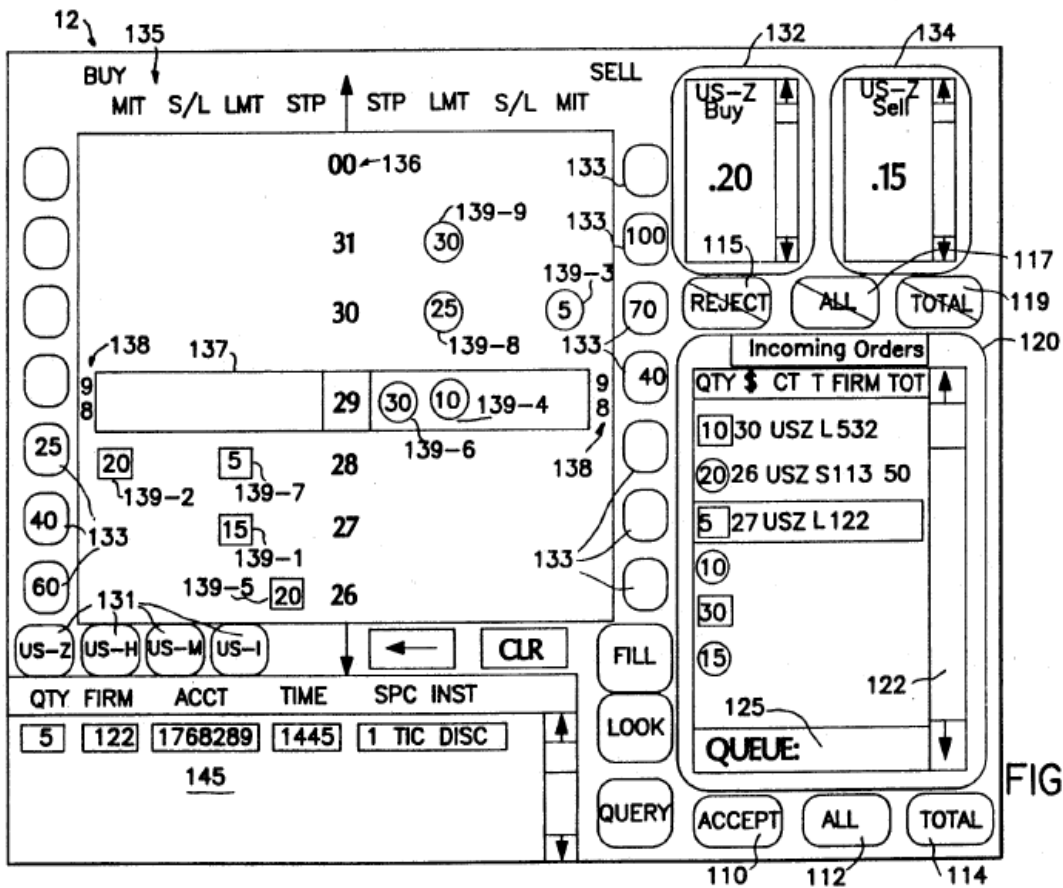 12
135
132
134
BUY
SELL
MIT S/L LMT STP STP LMT S/L MIT
US-Z Buy
US-Z Sell
.20
.15
00
136
133
139-9
31
30
133
100
115
139-3
117
30
25
5
70
REJECT
ALL
TOTAL
119
139-8
133
120
138
137
Incoming Orders
98
29
30
10
139-4
98
40
QTY $ CT T FIRM TOT
139-6
138
10 30 USZ L 532
25
20
5
28
20 26 USZ S113 50
139-2
139-7
40
133
15
27
5 27 USZ L 122
139-1
133
10
60
139-5
20
26
30
131
US-Z
US-H
US-M
US-I
CLR
FILL
15
122
QTY FIRM ACCT TIME SPC INST
125
5 122 1768289 1445 1 TIC DISC
LOOK
QUEUE:
145
FIG
QUERY
ACCEPT
ALL
TOTAL
110
112
114